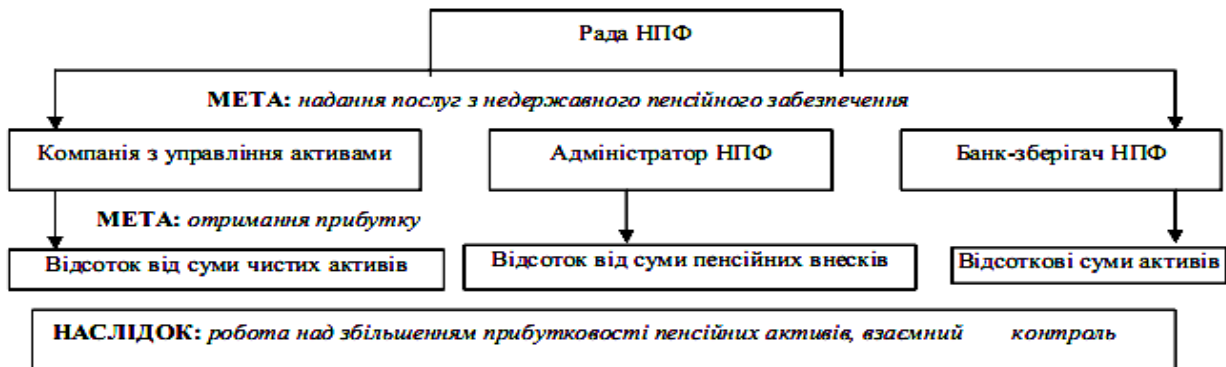 Рада НПФ
МЕТА: надання послуг з недержавного пенсійного забезпечення
Компанія з управління активами
Адміністратор НПФ
Банк-зберігач НПФ
МЕТА: отримання прибутку
Відсоток від суми чистих активів
Відсоток від суми пенсійних внесків
Відсоткові суми активів
НАСЛІДОК: робота над збільшенням прибутковості пенсійних активів, взаємний контроль